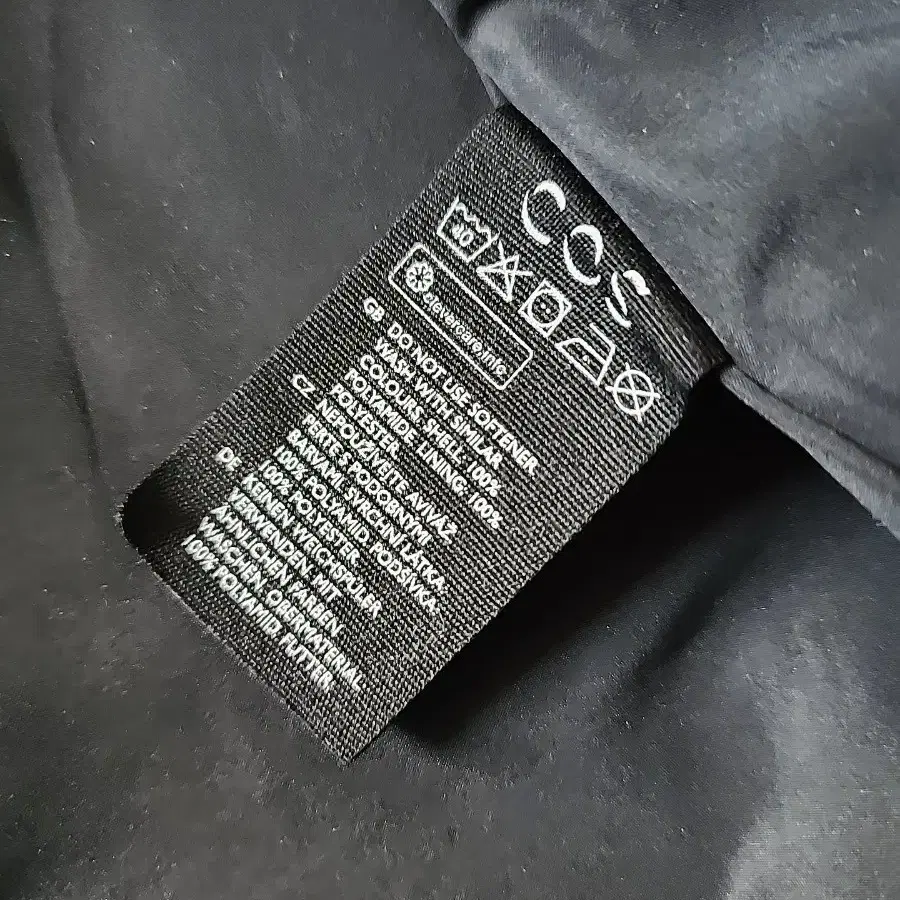 COS
40
clevercare.info
GB DO NOT USE SOFTENER
WASH WITH SIMILAR
COLOURS SHELL: 100%
POLYAMIDE LINING: 100%
POLYESTER
CZ NEPOUŽÍVEJTE AVIVÁŽ
PERTE S PODOBNÝMI
BARVAMI SVRCHNÍ LÁTKA:
100% POLYAMID PODŠÍVKA:
100% POLYESTER
DE KEINEN WEICHSPÜLER
VERWENDEN MIT
ÄHNLICHEN FARBEN
WASCHEN OBERMATERIAL
100% POLYAMID FUTTER